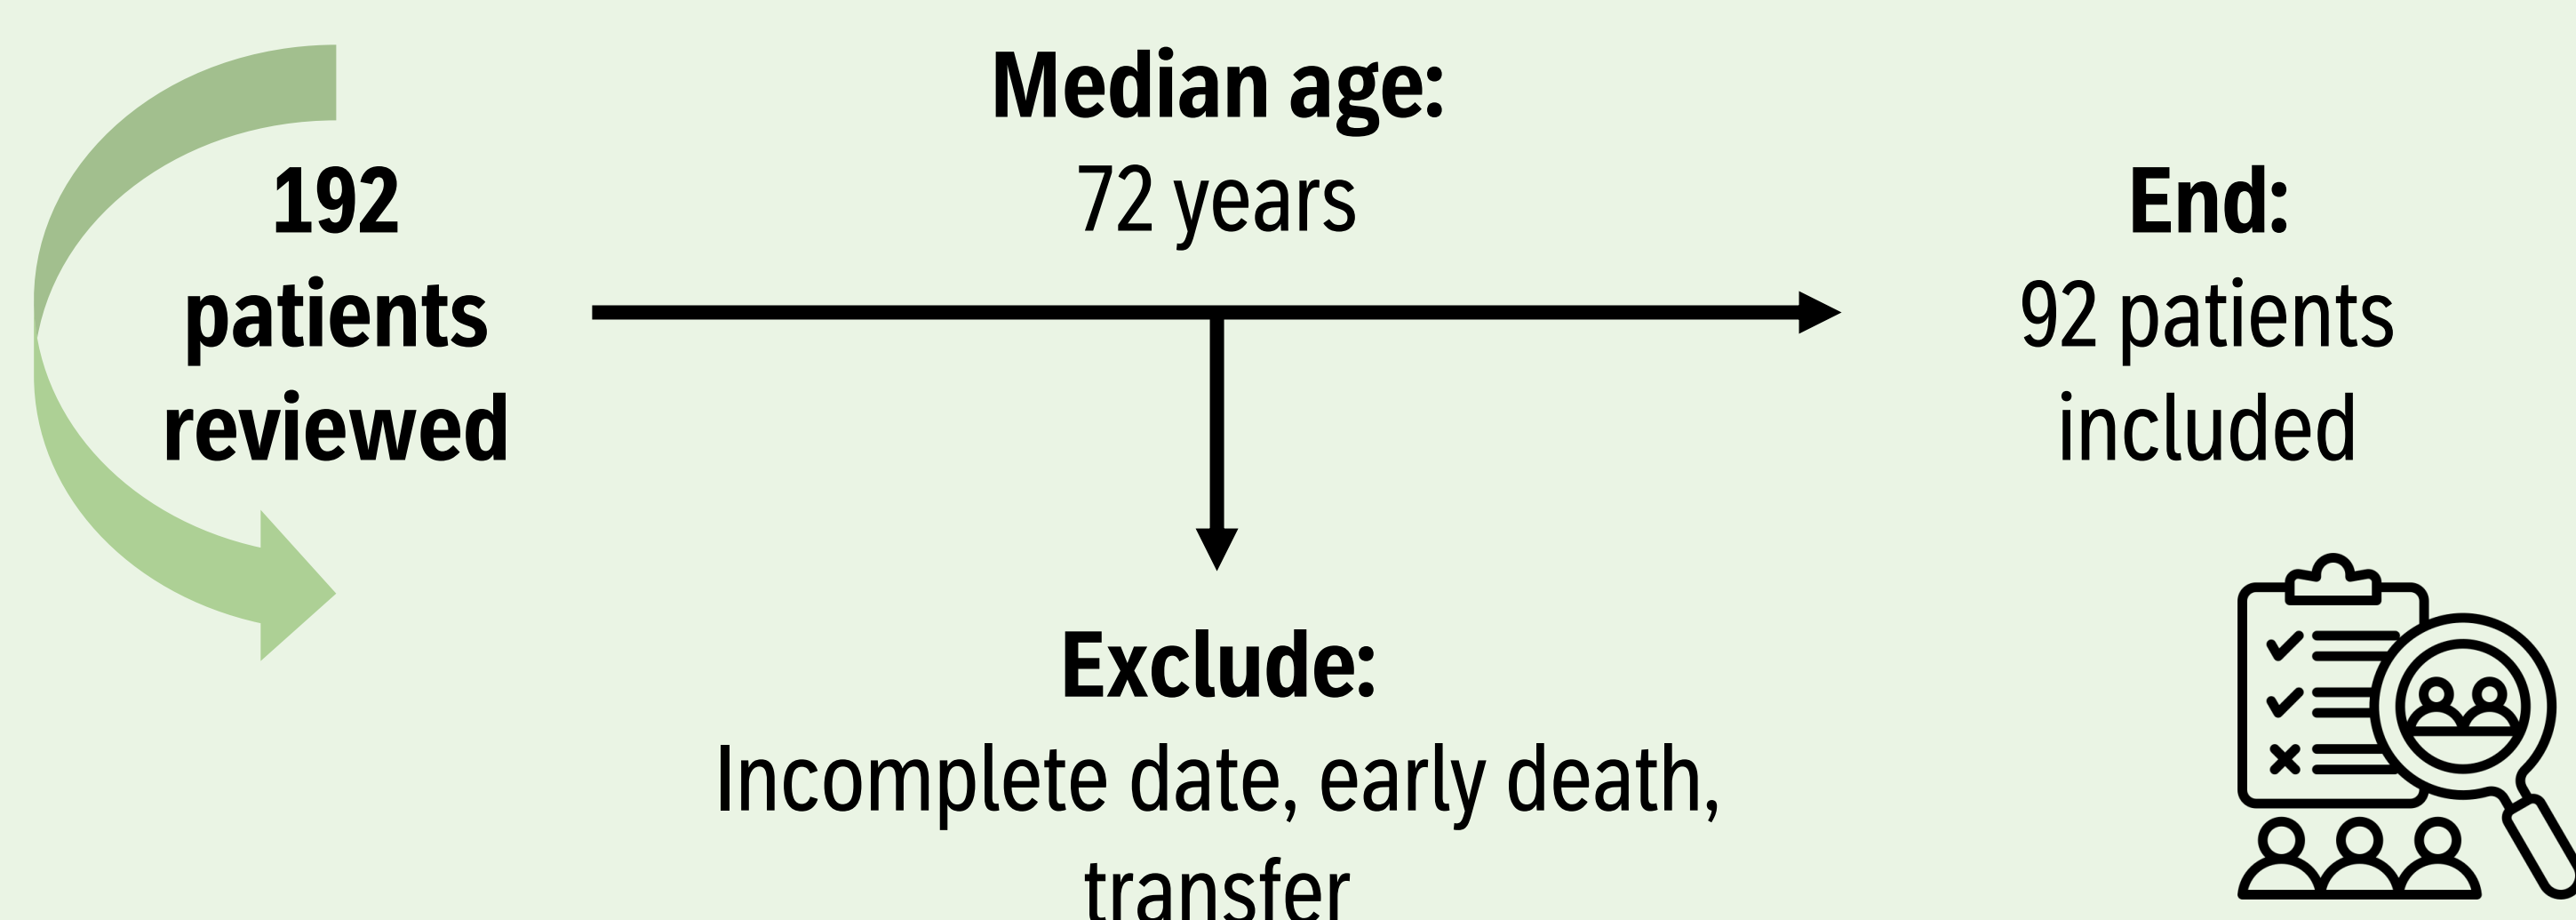 192
patients
reviewed
Median age:
72 years
Exclude:
Incomplete date, early death,
transfer
End:
92 patients
included